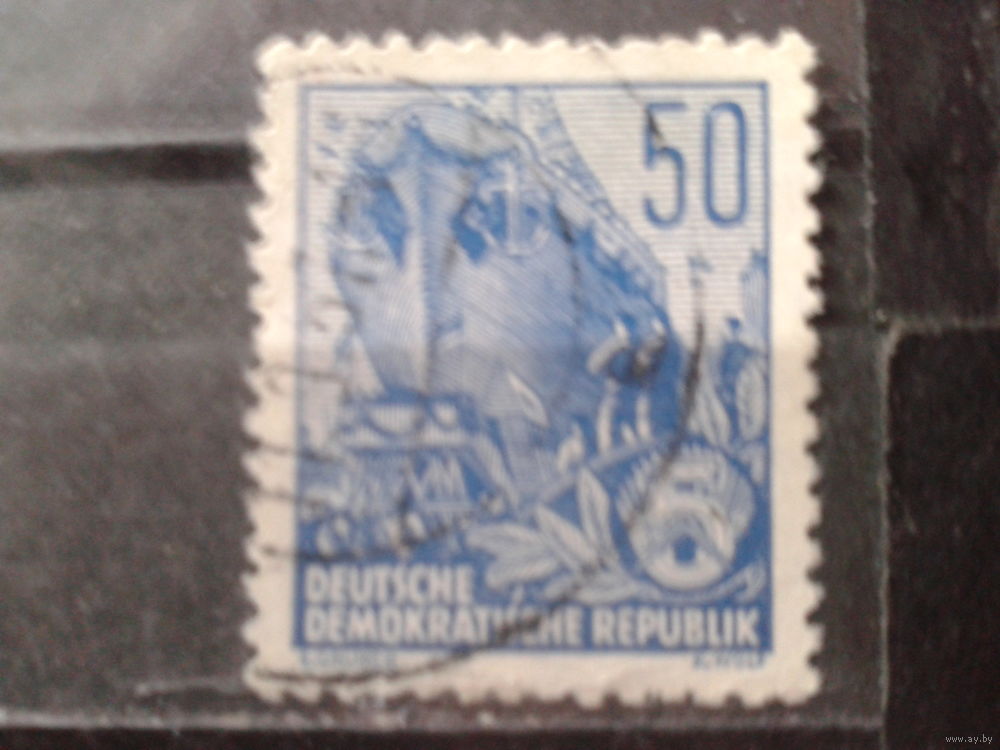 50
DEUTSCHE
DEMOKRATISCHE REPUBLIK
www.ay.by